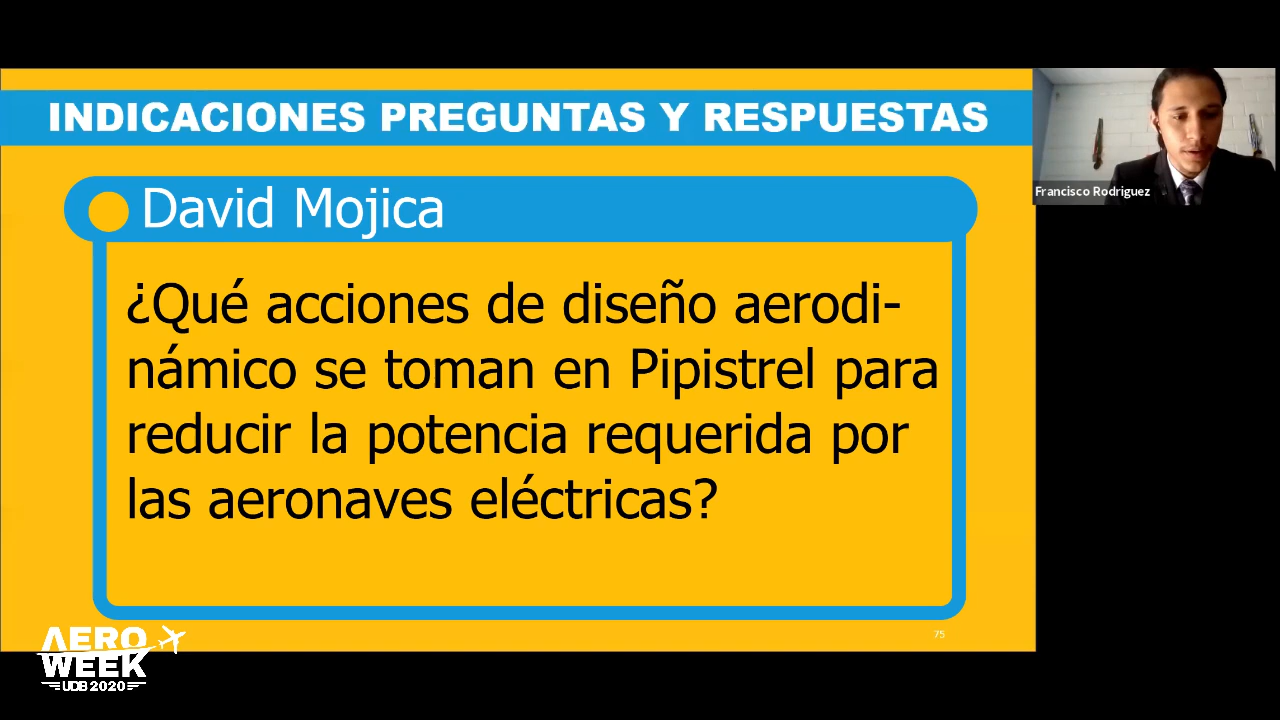 INDICACIONES PREGUNTAS Y RESPUESTAS
David Mojica
¿Qué acciones de diseño aerodi-
námico se toman en Pipistrel para
reducir la potencia requerida por
las aeronaves eléctricas?
75
Francisco Rodriguez
AERO
WEEK
UDB 2020